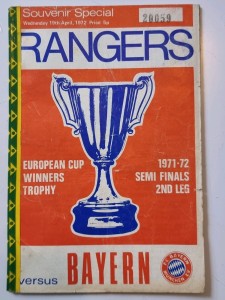 Souvenir Special
29059
Wednesday 19th April, 1972 Price 5p
RANGERS
EUROPEAN CUP
WINNERS
TROPHY
1971-72
SEMI FINALS
2ND LEG
versus
BAYERN